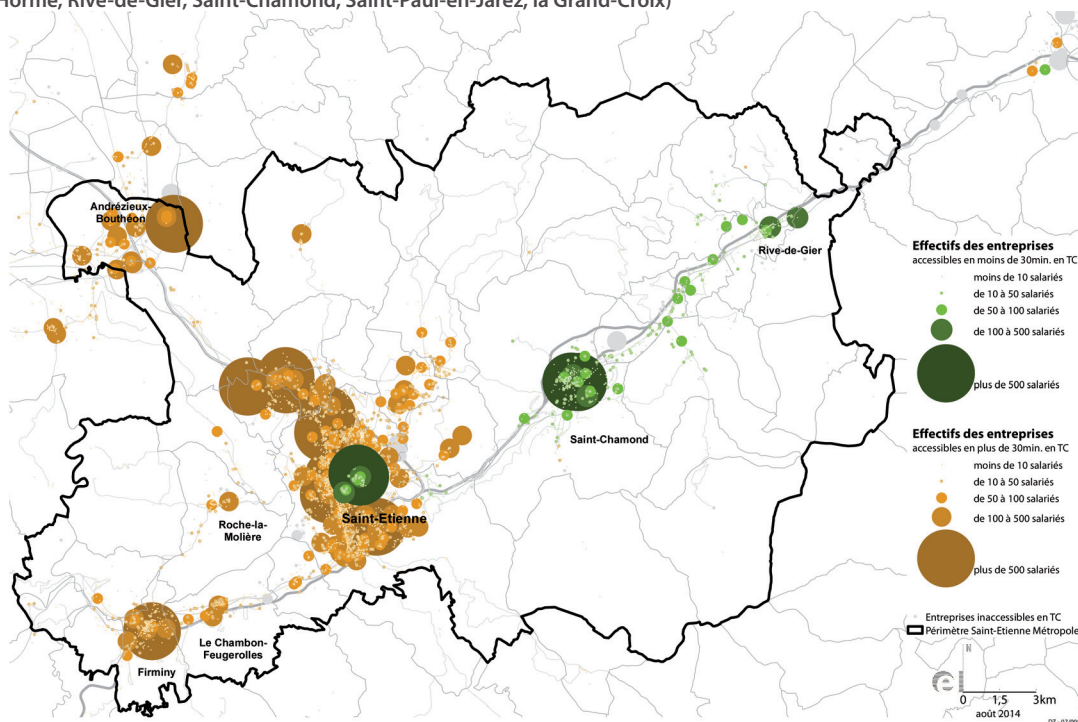 Horme, Rive-de-Gier, Saint-Chamond, Saint-Paul-en-Jarez, la Grand-Croix)
Andrézieux-
Bouthéon
Rive-de-Gier
Saint-Chamond
Saint-Etienne
Roche-la-
Molière
Le Chambon-
Feugerolles
Firminy
Effectifs des entreprises
accessibles en moins de 30min. en TC
moins de 10 salariés
de 10 à 50 salariés
de 50 à 100 salariés
de 100 à 500 salariés
plus de 500 salariés
Effectifs des entreprises
accessibles en plus de 30min. en TC
moins de 10 salariés
de 10 à 50 salariés
de 50 à 100 salariés
de 100 à 500 salariés
plus de 500 salariés
Entreprises inaccessibles en TC
Périmètre Saint-Etienne Métropole
N
0 1,5 3km
août 2014